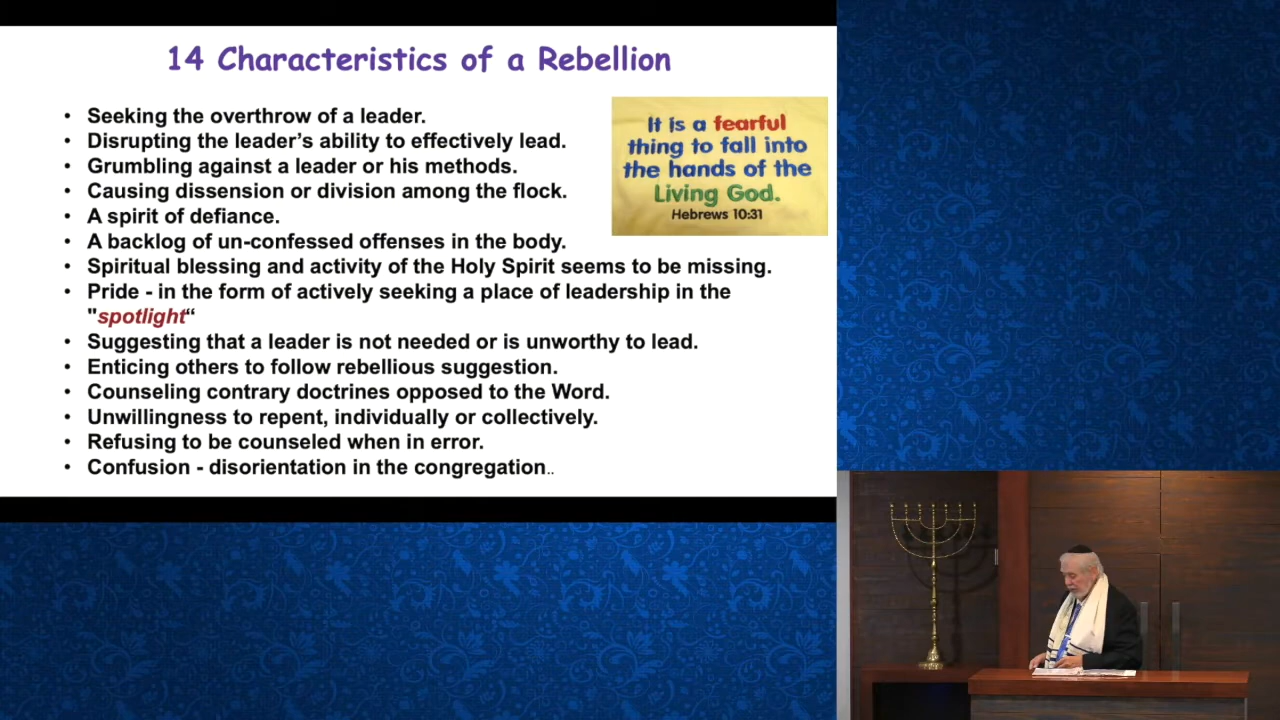 14 Characteristics of a Rebellion
• Seeking the overthrow of a leader.
• Disrupting the leader’s ability to effectively lead.
• Grumbling against a leader or his methods.
• Causing dissension or division among the flock.
• A spirit of defiance.
• A backlog of un-confessed offenses in the body.
• Spiritual blessing and activity of the Holy Spirit seems to be missing.
• Pride - in the form of actively seeking a place of leadership in the
"spotlight“
• Suggesting that a leader is not needed or is unworthy to lead.
• Enticing others to follow rebellious suggestion.
• Counseling contrary doctrines opposed to the Word.
• Unwillingness to repent, individually or collectively.
• Refusing to be counseled when in error.
• Confusion - disorientation in the congregation..
It is a fearful
thing to fall into
the hands of the
Living God.
Hebrews 10:31